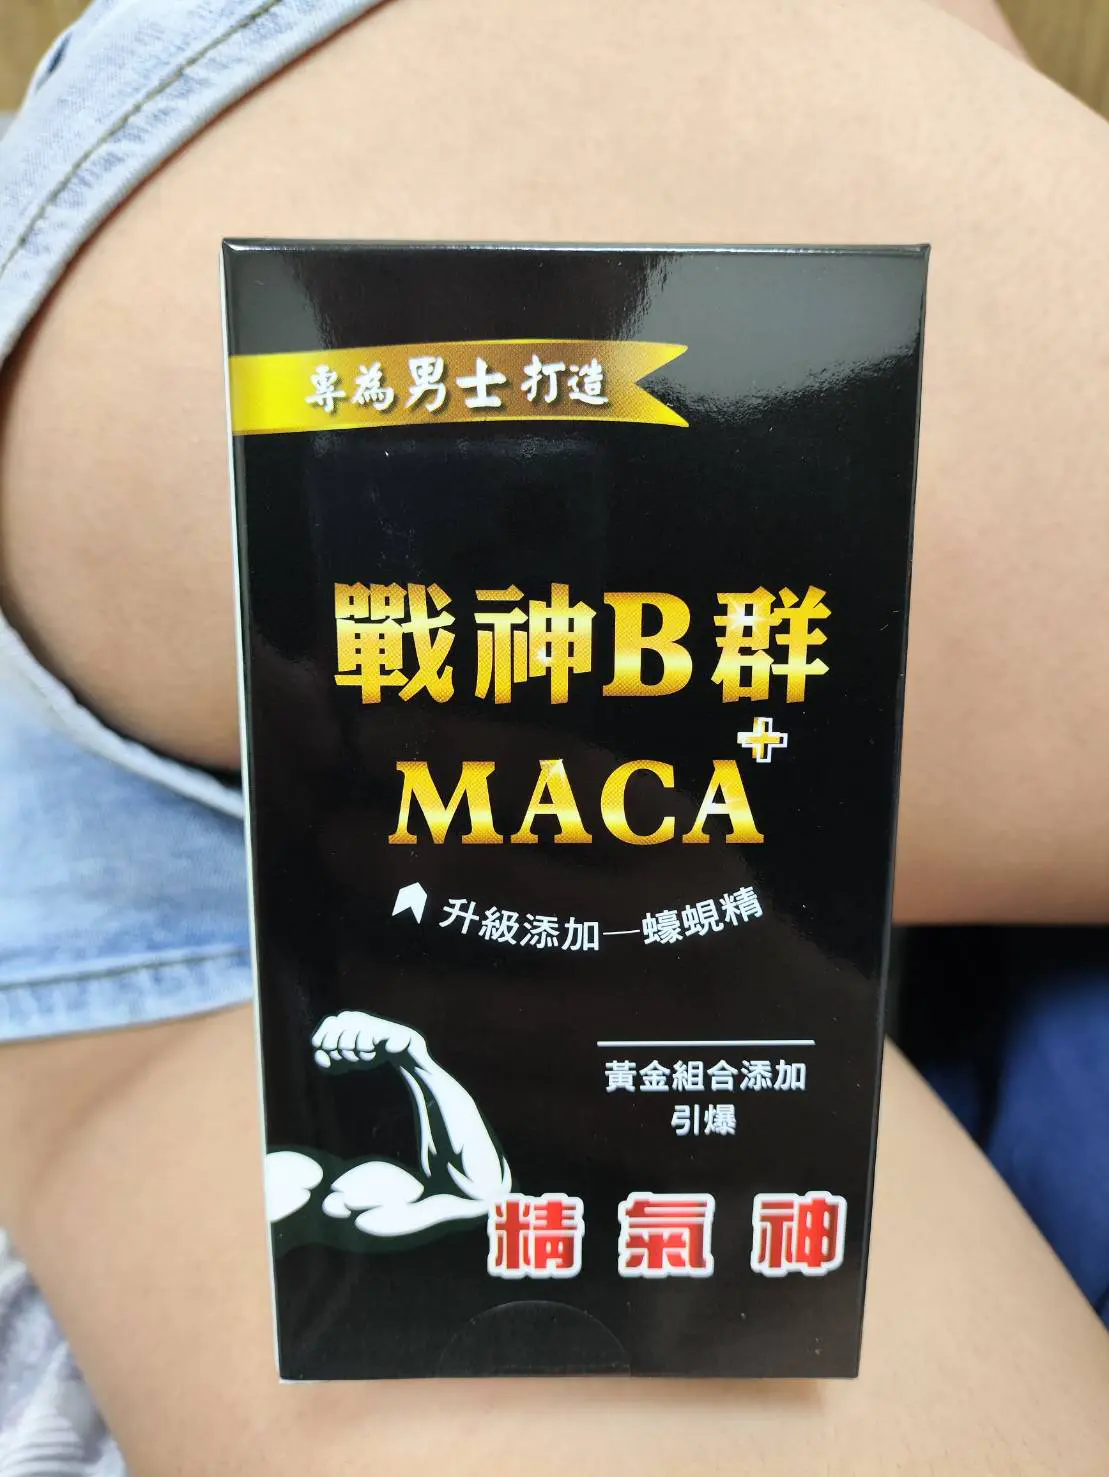 專為男士打造
戰神B群
+
MACA
升級添加—蠔蜆精
黃金組合添加
引爆
精氣神